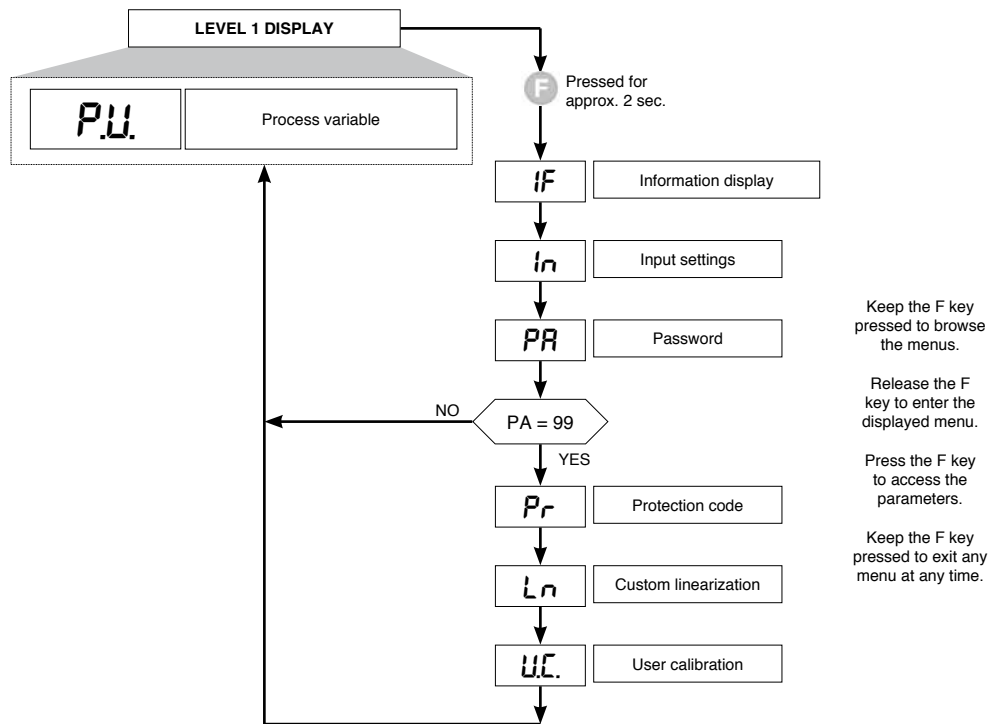 LEVEL 1 DISPLAY
F
Pressed for
approx. 2 sec.
P.V.
Process variable
IF
Information display
In
Input settings
PA
Password
NO
PA = 99
YES
Pr
Protection code
Ln
Custom linearization
U.C.
User calibration
Keep the F key
pressed to browse
the menus.
Release the F
key to enter the
displayed menu.
Press the F key
to access the
parameters.
Keep the F key
pressed to exit any
menu at any time.